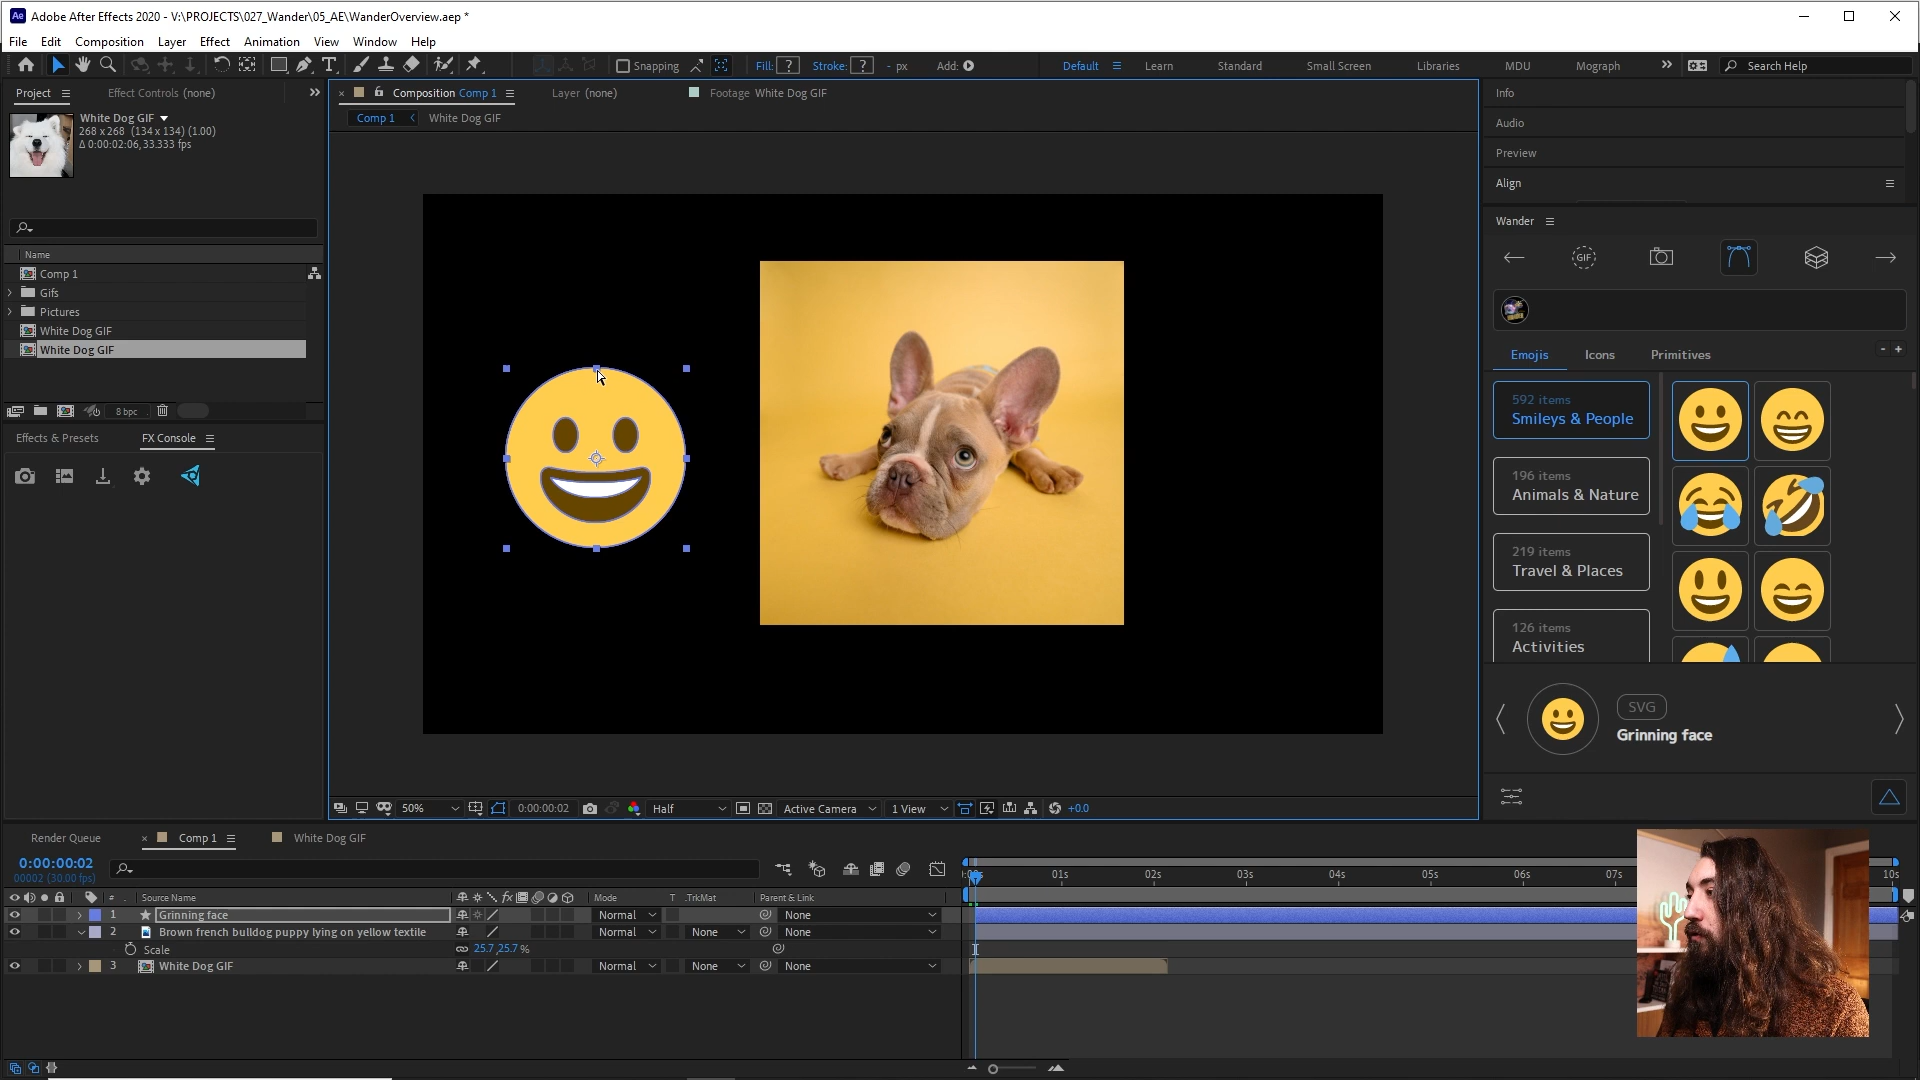 Ae Adobe After Effects 2020 - V:\PROJECTS\027_Wander\05_AE\WanderOverview.aep *
File Edit Composition Layer Effect Animation View Window Help
T Snapping Fill: ? Stroke: ? - px Add: Default Learn Standard Small Screen Libraries MDU Mograph Search Help
Project Effect Controls (none)
White Dog GIF
268 x 268 (134 x 134) (1.00)
Δ 0:00:02:06, 33.333 fps
Name
Comp 1
Gifs
Pictures
White Dog GIF
White Dog GIF
8 bpc
Effects & Presets FX Console
Composition Comp 1 Layer (none) Footage White Dog GIF
Comp 1 White Dog GIF
50% 0:00:00:02 Half Active Camera 1 View +0.0
Info
Audio
Preview
Align
Wander
GIF
Emojis Icons Primitives
- +
592 items
Smileys & People
196 items
Animals & Nature
219 items
Travel & Places
126 items
Activities
SVG
Grinning face
Render Queue Comp 1 White Dog GIF
0:00:00:02
00002 (30.00 fps)
01s 02s 03s 04s 05s 06s 07s 10s
# Source Name fx Mode T .TrkMat Parent & Link
1 Grinning face Normal None
2 Brown french bulldog puppy lying on yellow textile Normal None None
Scale 25.7,25.7 %
3 White Dog GIF Normal None None